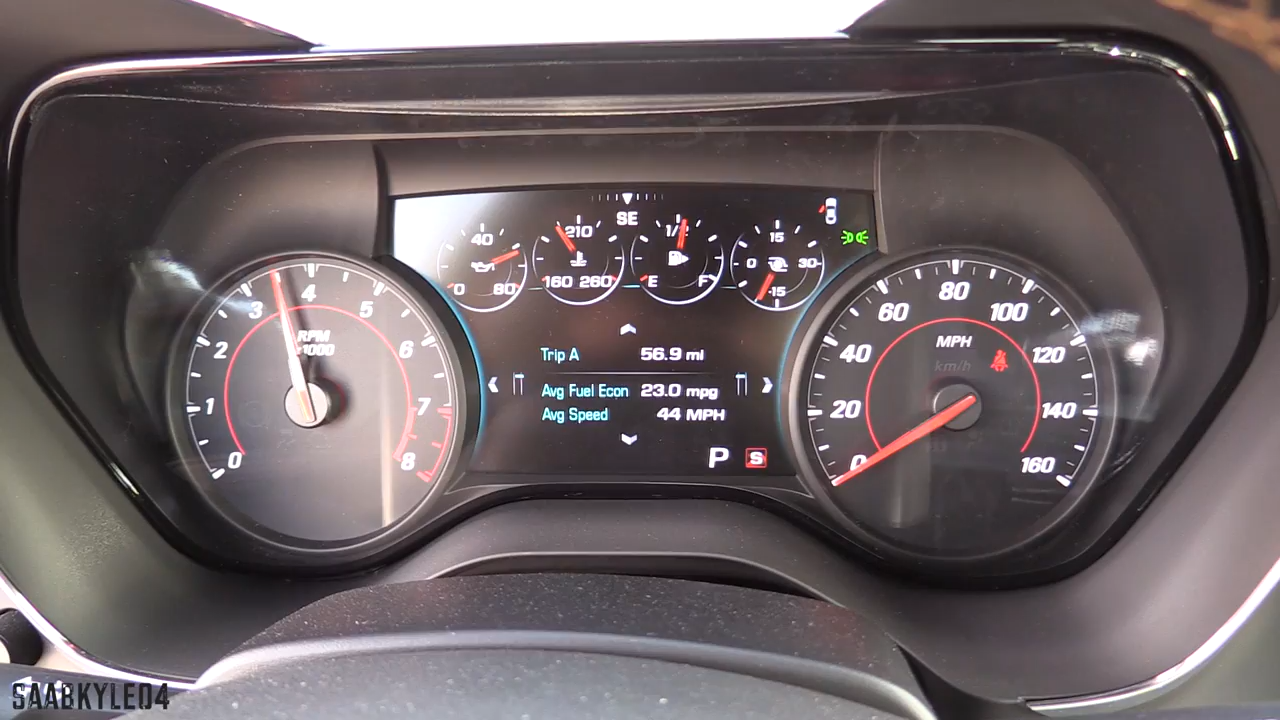 SE
40
0 80
210
160 260
1/2
E F
15
0 30
-15
0 1 2 3 4 5 6 7 8
RPM
x1000
Trip A 56.9 mi
Avg Fuel Econ 23.0 mpg
Avg Speed 44 MPH
P S
0 20 40 60 80 100 120 140 160
MPH
km/h
SAABKYLE04